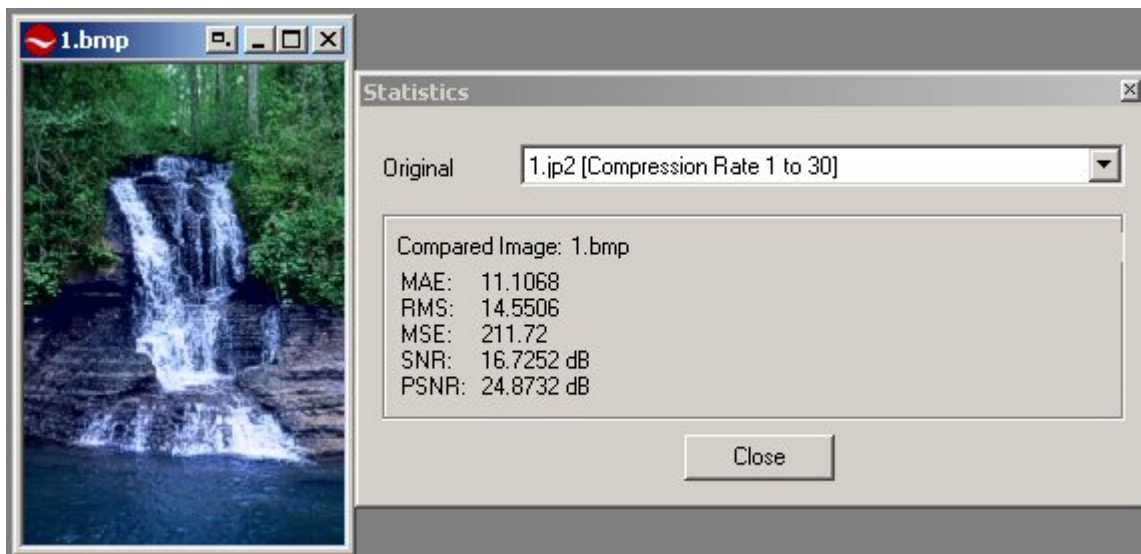 1.bmp
Statistics
Original
1.jp2 [Compression Rate 1 to 30]
Compared Image: 1.bmp
MAE: 11.1068
RMS: 14.5506
MSE: 211.72
SNR: 16.7252 dB
PSNR: 24.8732 dB
Close